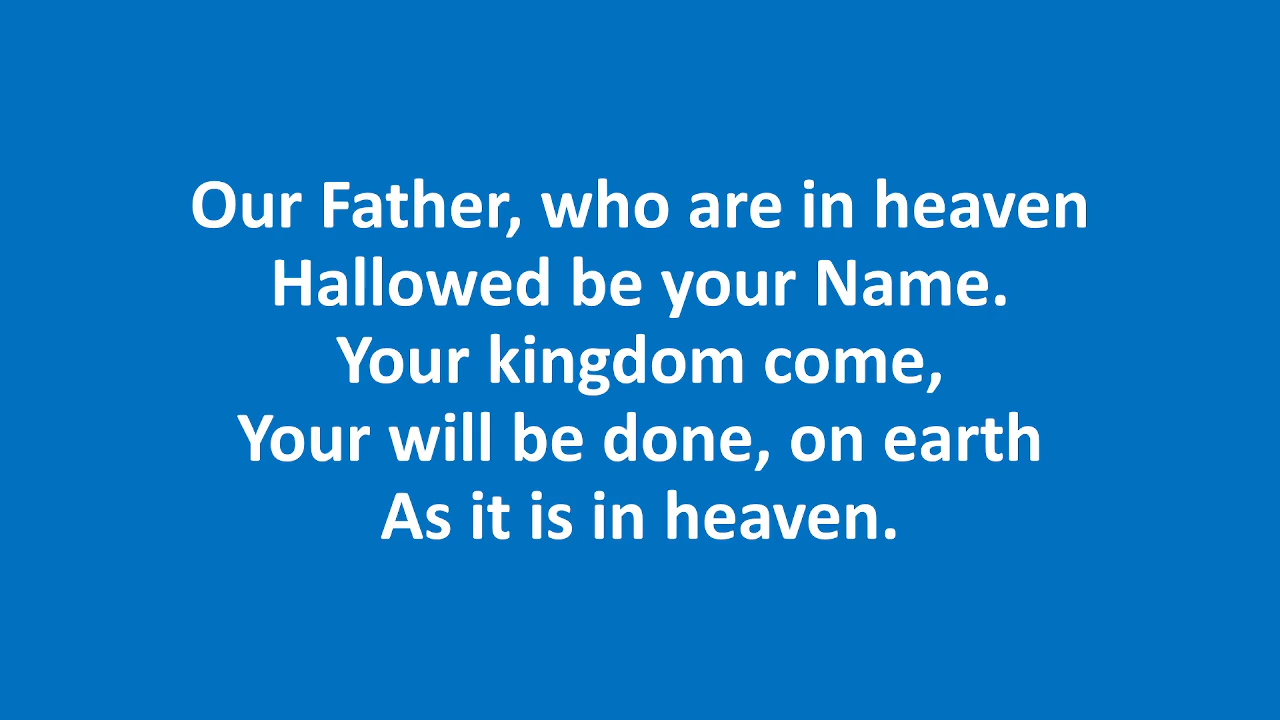 Our Father, who are in heaven
Hallowed be your Name.
Your kingdom come,
Your will be done, on earth
As it is in heaven.